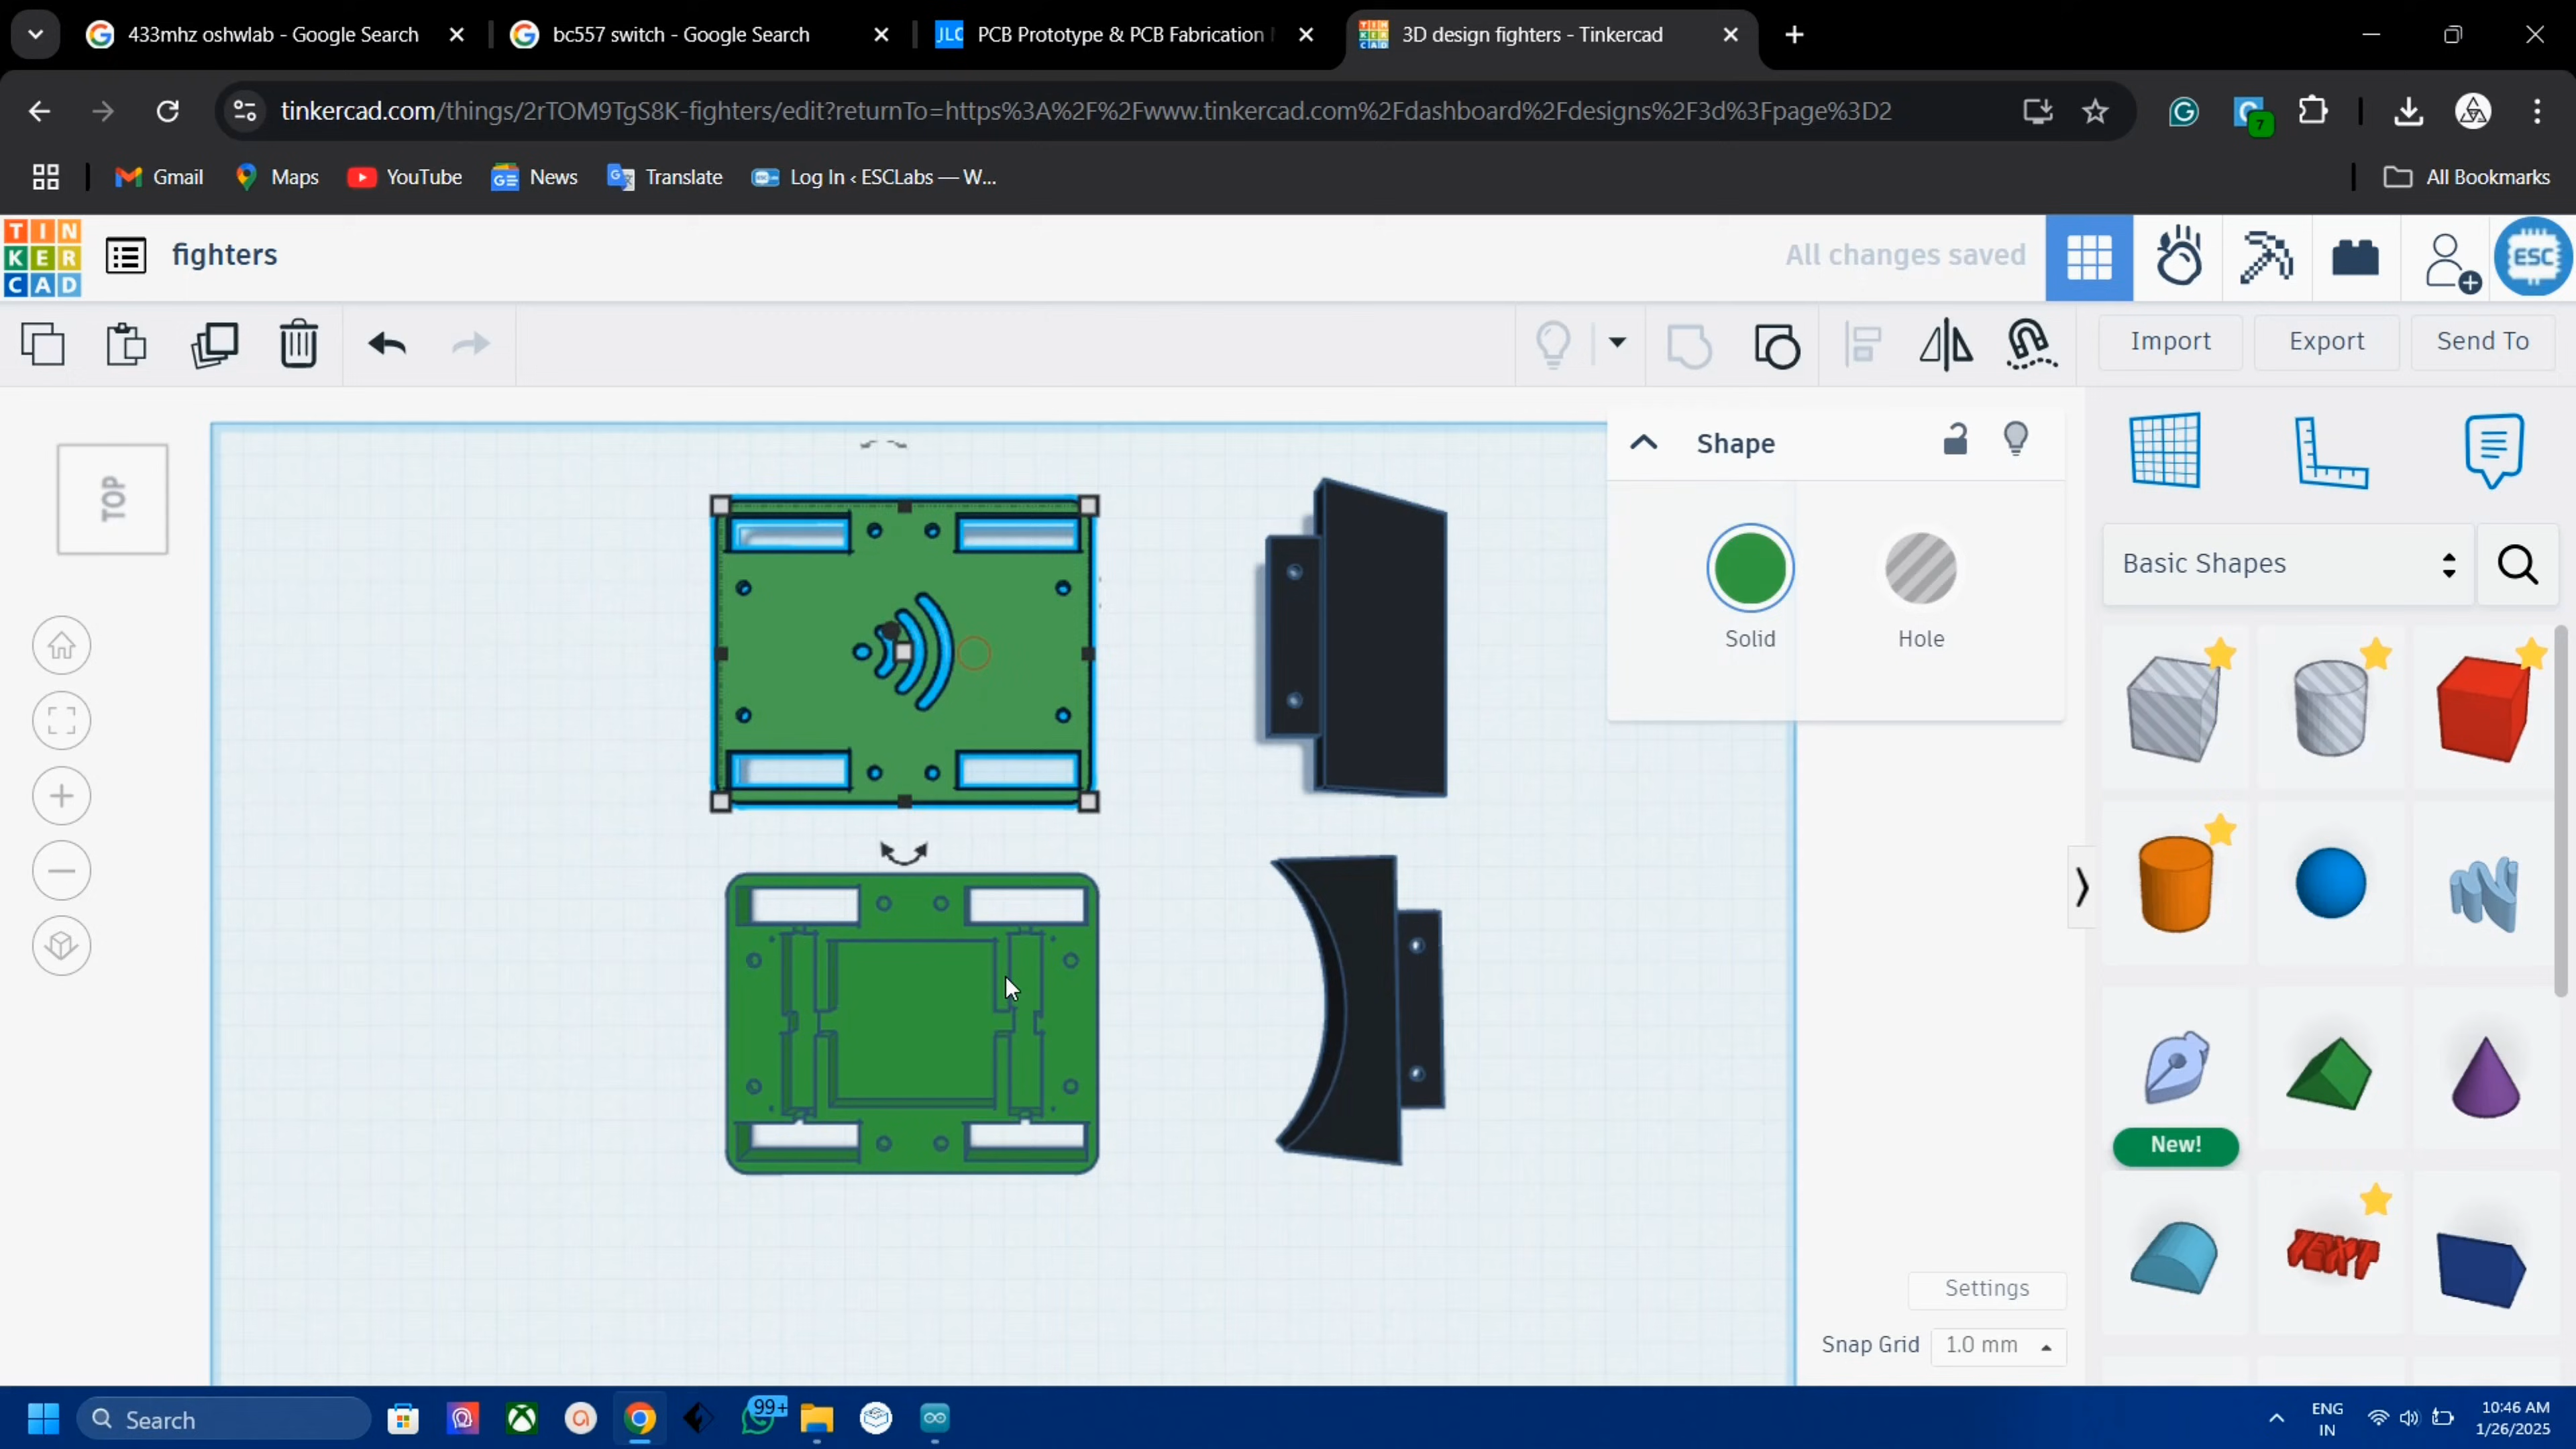 433mhz oshwlab - Google Search
bc557 switch - Google Search
JLC PCB Prototype & PCB Fabrication
3D design fighters - Tinkercad
tinkercad.com/things/2rTOM9TgS8K-fighters/edit?returnTo=https%3A%2F%2Fwww.tinkercad.com%2Fdashboard%2Fdesigns%2F3d%3Fpage%3D2
7
Gmail
Maps
YouTube
News
Translate
Log In ‹ ESCLabs — W...
All Bookmarks
TIN
KER
CAD
fighters
All changes saved
ESC
Import
Export
Send To
TOP
Shape
Solid
Hole
Basic Shapes
New!
TEXT
Settings
Snap Grid 1.0 mm
Search
99+
ENG
IN
10:46 AM
1/26/2025